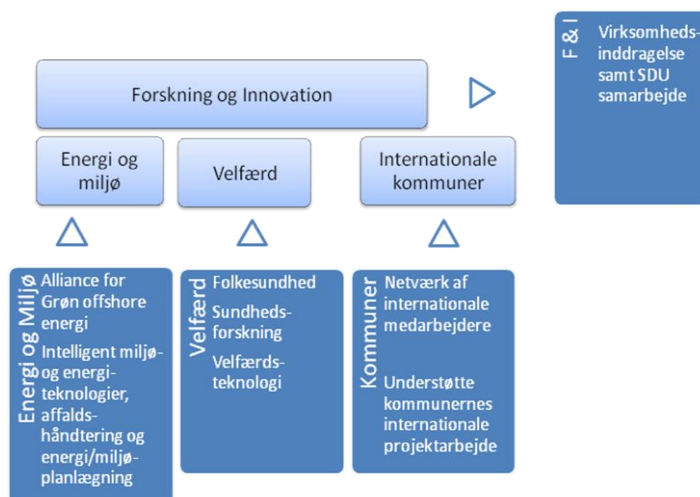 F & I
Virksomheds-
inddragelse
samt SDU
samarbejde
Forskning og Innovation
Energi og
miljø
Velfærd
Internationale
kommuner
Energi og Miljø
Alliance for
Grøn offshore
energi
Intelligent miljø-
og energi-
teknologier,
affalds-
håndtering og
energi/miljø-
planlægning
Velfærd
Folkesundhed
Sundheds-
forskning
Velfærds-
teknologi
Kommuner
Netværk af
internationale
medarbejdere
Understøtte
kommunernes
internationale
projektarbejde